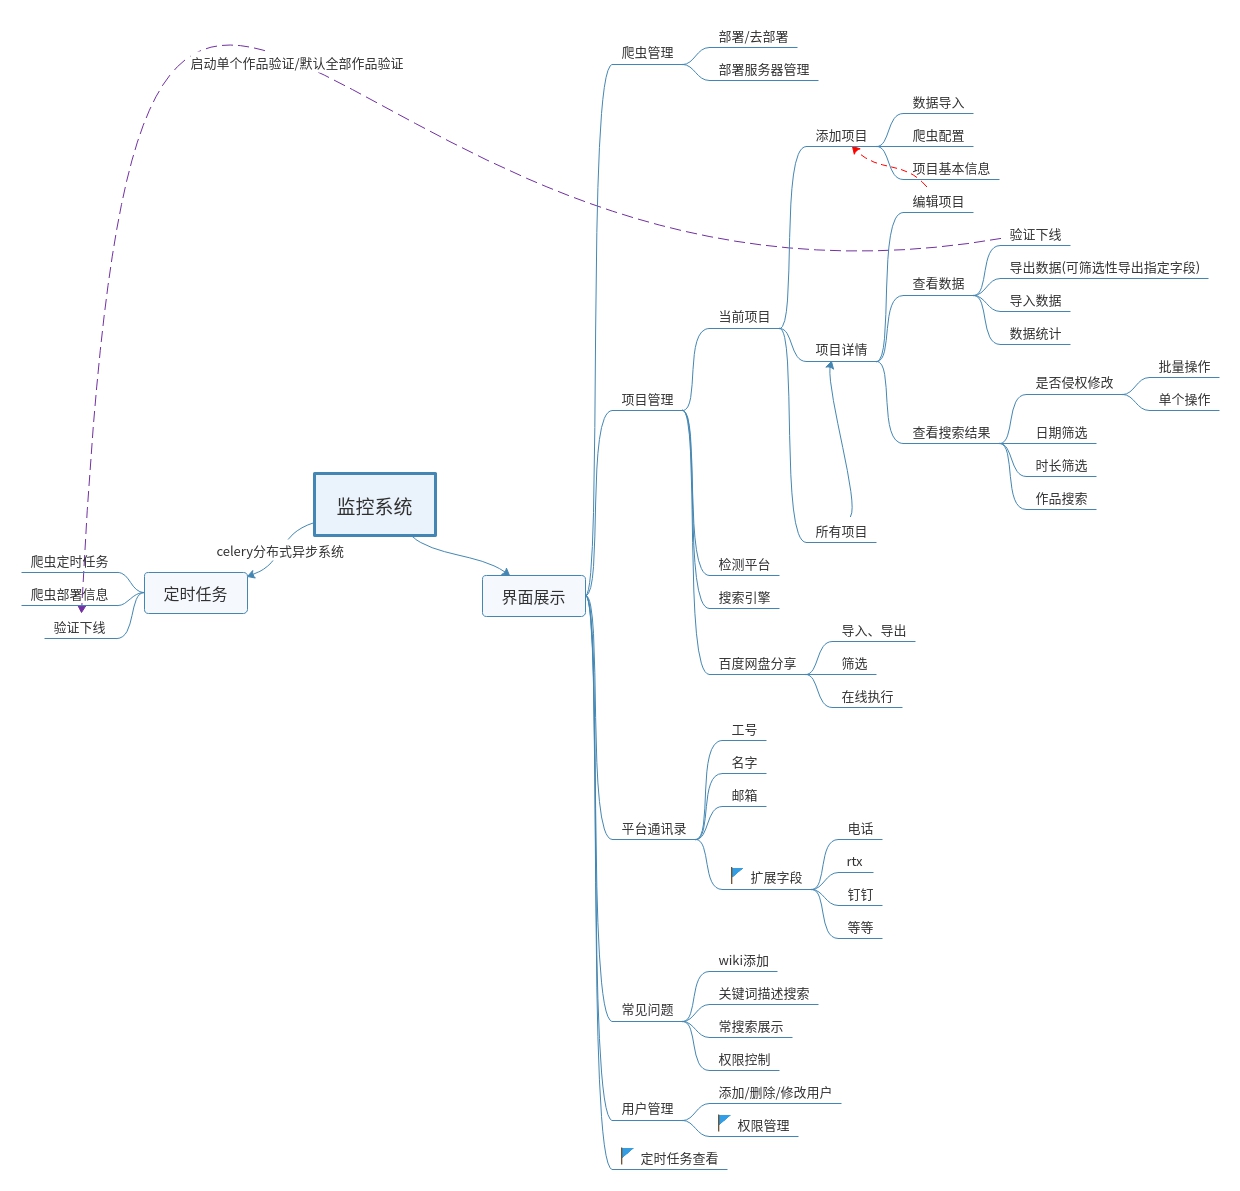 部署/去部署
爬虫管理
启动单个作品验证/默认全部作品验证
部署服务器管理
数据导入
添加项目
爬虫配置
项目基本信息
编辑项目
验证下线
导出数据(可筛选性导出指定字段)
查看数据
导入数据
当前项目
数据统计
项目详情
批量操作
是否侵权修改
项目管理
单个操作
查看搜索结果
日期筛选
时长筛选
作品搜索
监控系统
所有项目
celery分布式异步系统
爬虫定时任务
检测平台
爬虫部署信息
定时任务
界面展示
搜索引擎
验证下线
导入、导出
百度网盘分享
筛选
在线执行
工号
名字
邮箱
平台通讯录
电话
rtx
扩展字段
钉钉
等等
wiki添加
关键词描述搜索
常见问题
常搜索展示
权限控制
添加/删除/修改用户
用户管理
权限管理
定时任务查看